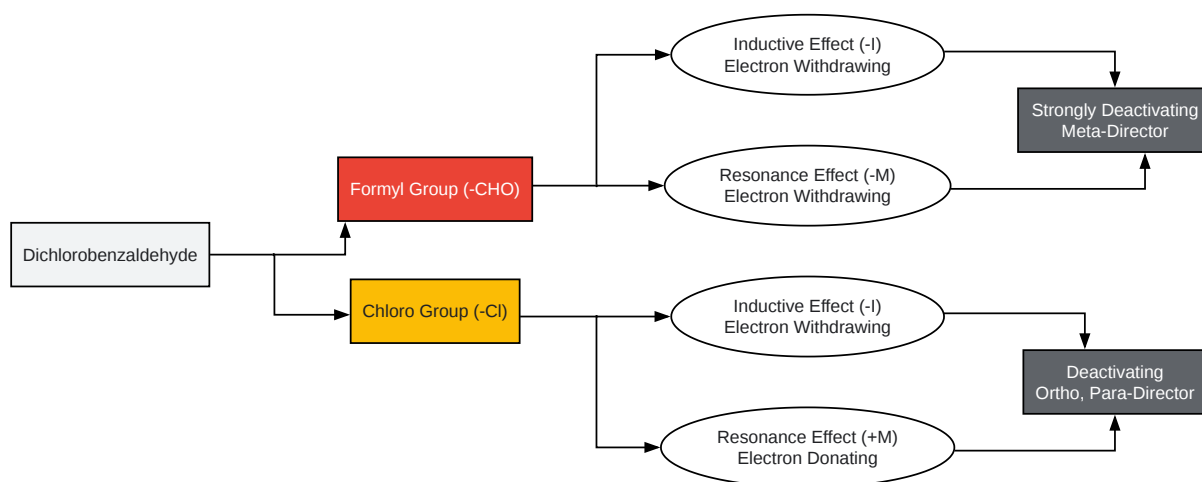 Inductive Effect (-I)
Electron Withdrawing
Strongly Deactivating
Meta-Director
Formyl Group (-CHO)
Resonance Effect (-M)
Electron Withdrawing
Dichlorobenzaldehyde
Chloro Group (-Cl)
Inductive Effect (-I)
Electron Withdrawing
Deactivating
Ortho, Para-Director
Resonance Effect (+M)
Electron Donating